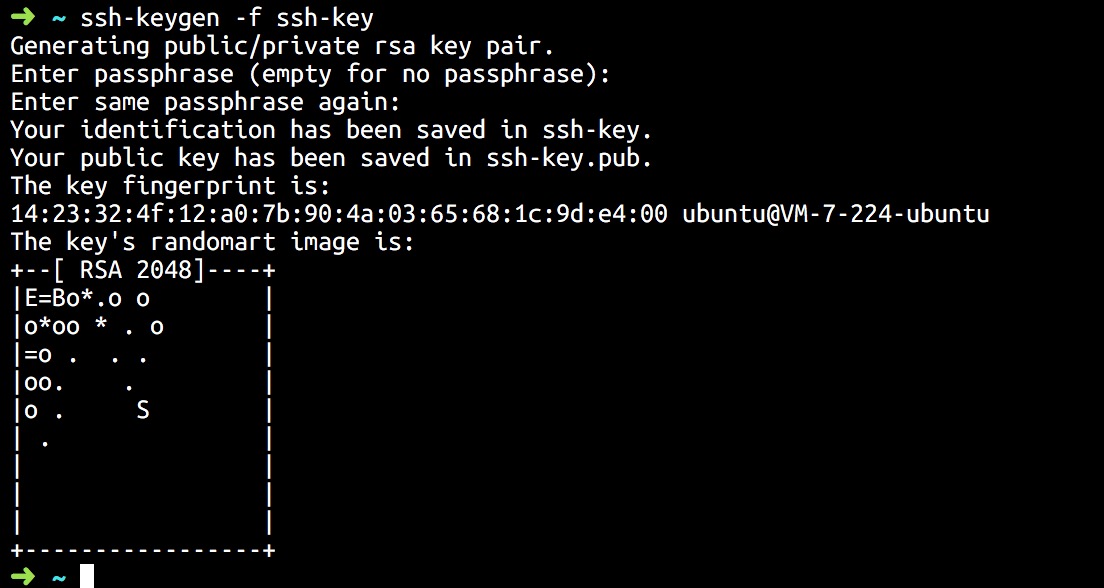 ➜ ~ ssh-keygen -f ssh-key
Generating public/private rsa key pair.
Enter passphrase (empty for no passphrase):
Enter same passphrase again:
Your identification has been saved in ssh-key.
Your public key has been saved in ssh-key.pub.
The key fingerprint is:
14:23:32:4f:12:a0:7b:90:4a:03:65:68:1c:9d:e4:00 ubuntu@VM-7-224-ubuntu
The key's randomart image is:
+--[ RSA 2048]----+
|E=Bo*.o o        |
|o*oo * . o       |
|=o .  . .        |
|oo.    .         |
|o .     S        |
| .               |
|                 |
|                 |
|                 |
+-----------------+
➜ ~